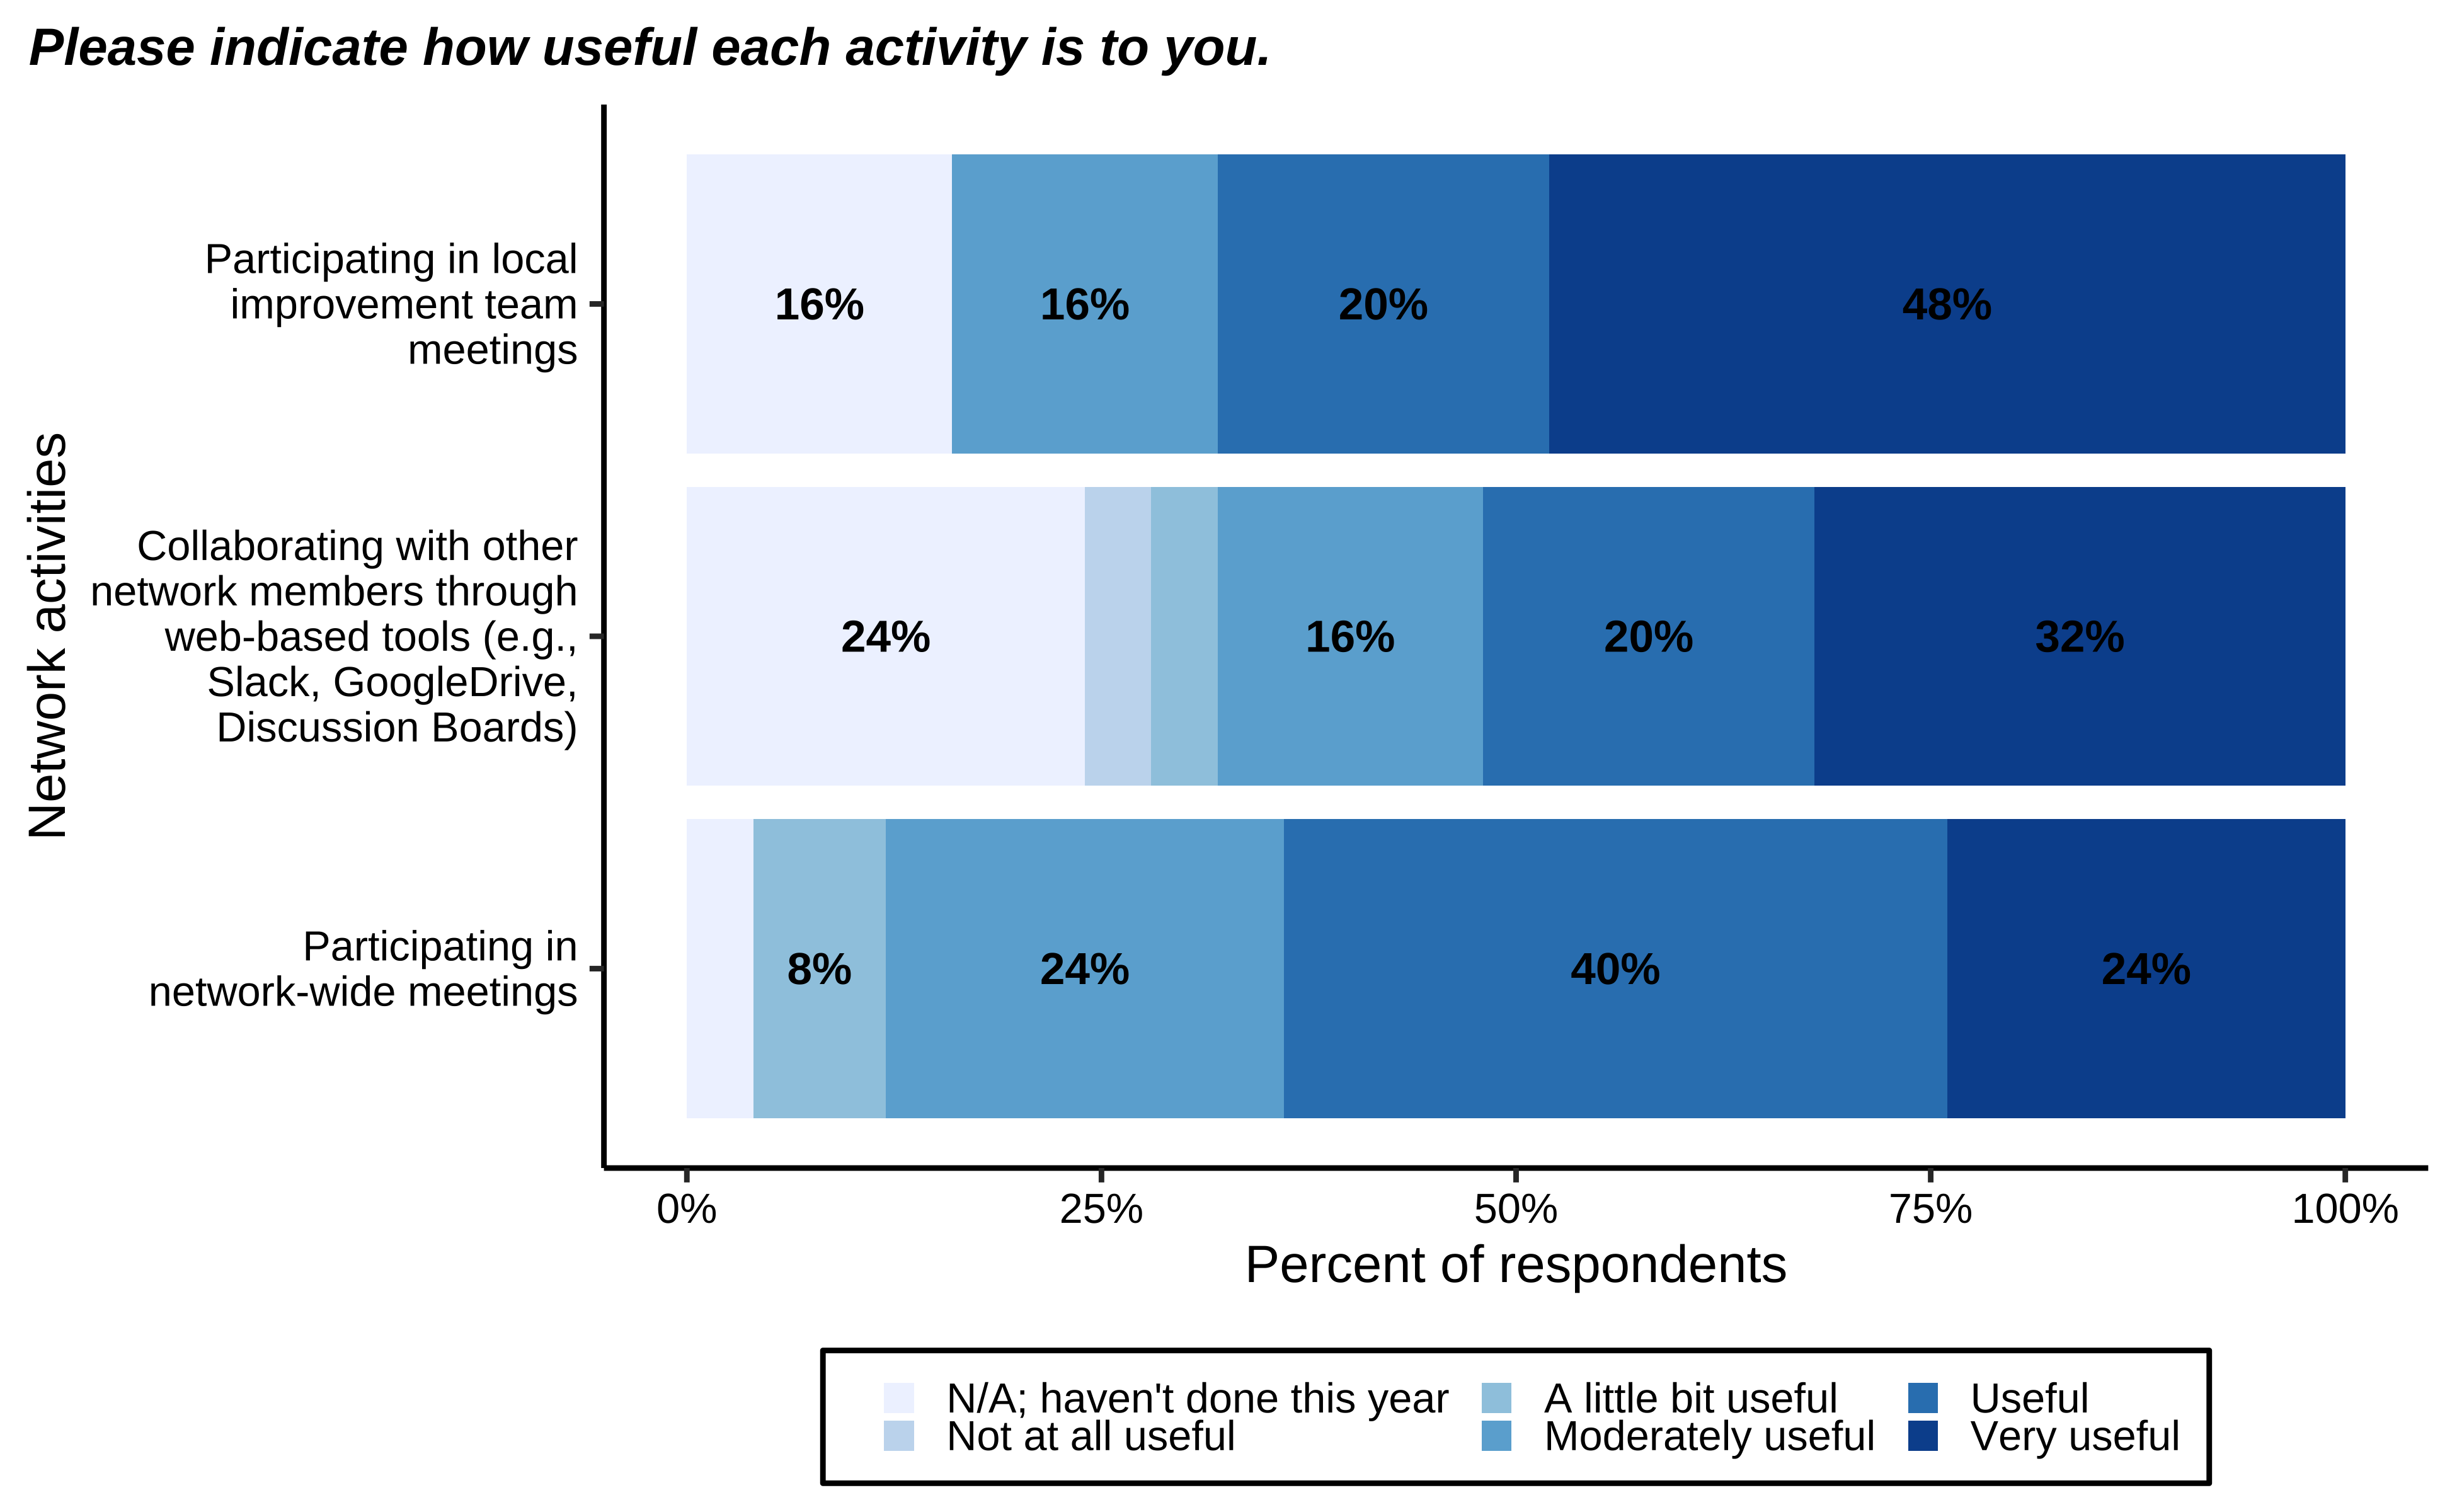 Please indicate how useful each activity is to you.
Network activities
Participating in local
improvement team
meetings
16%
16%
20%
48%
Collaborating with other
network members through
web-based tools (e.g.,
Slack, GoogleDrive,
Discussion Boards)
24%
16%
20%
32%
Participating in
network-wide meetings
8%
24%
40%
24%
0%
25%
50%
75%
100%
Percent of respondents
N/A; haven't done this year
Not at all useful
A little bit useful
Moderately useful
Useful
Very useful